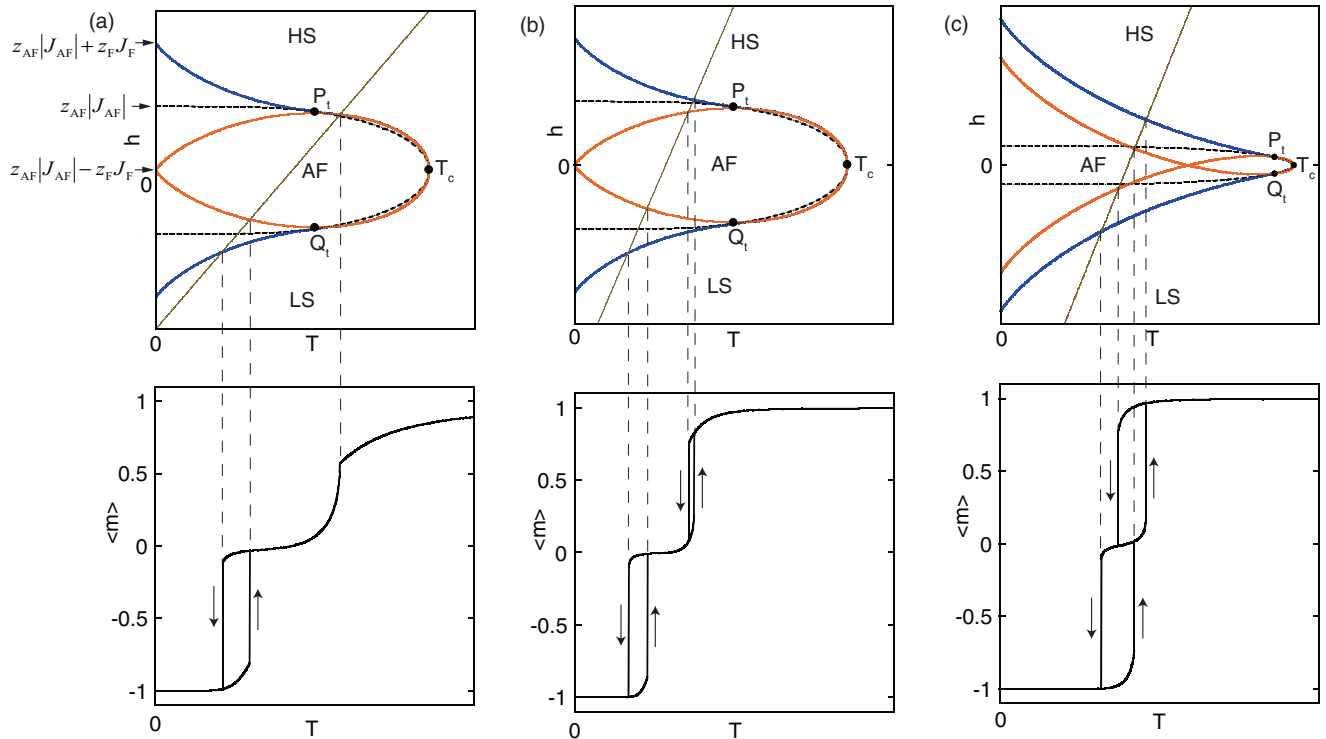 (a)
z_AF|J_AF| + z_F J_F
z_AF|J_AF|
h
z_AF|J_AF| − z_F J_F
0
HS
P_t
AF
T_c
Q_t
LS
0
T
1
0.5
0
-0.5
-1
<m>
0
T
(b)
h
0
HS
P_t
AF
T_c
Q_t
LS
0
T
1
0.5
0
-0.5
-1
<m>
0
T
(c)
h
0
HS
P_t
AF
T_c
Q_t
LS
0
T
1
0.5
0
-0.5
-1
<m>
0
T